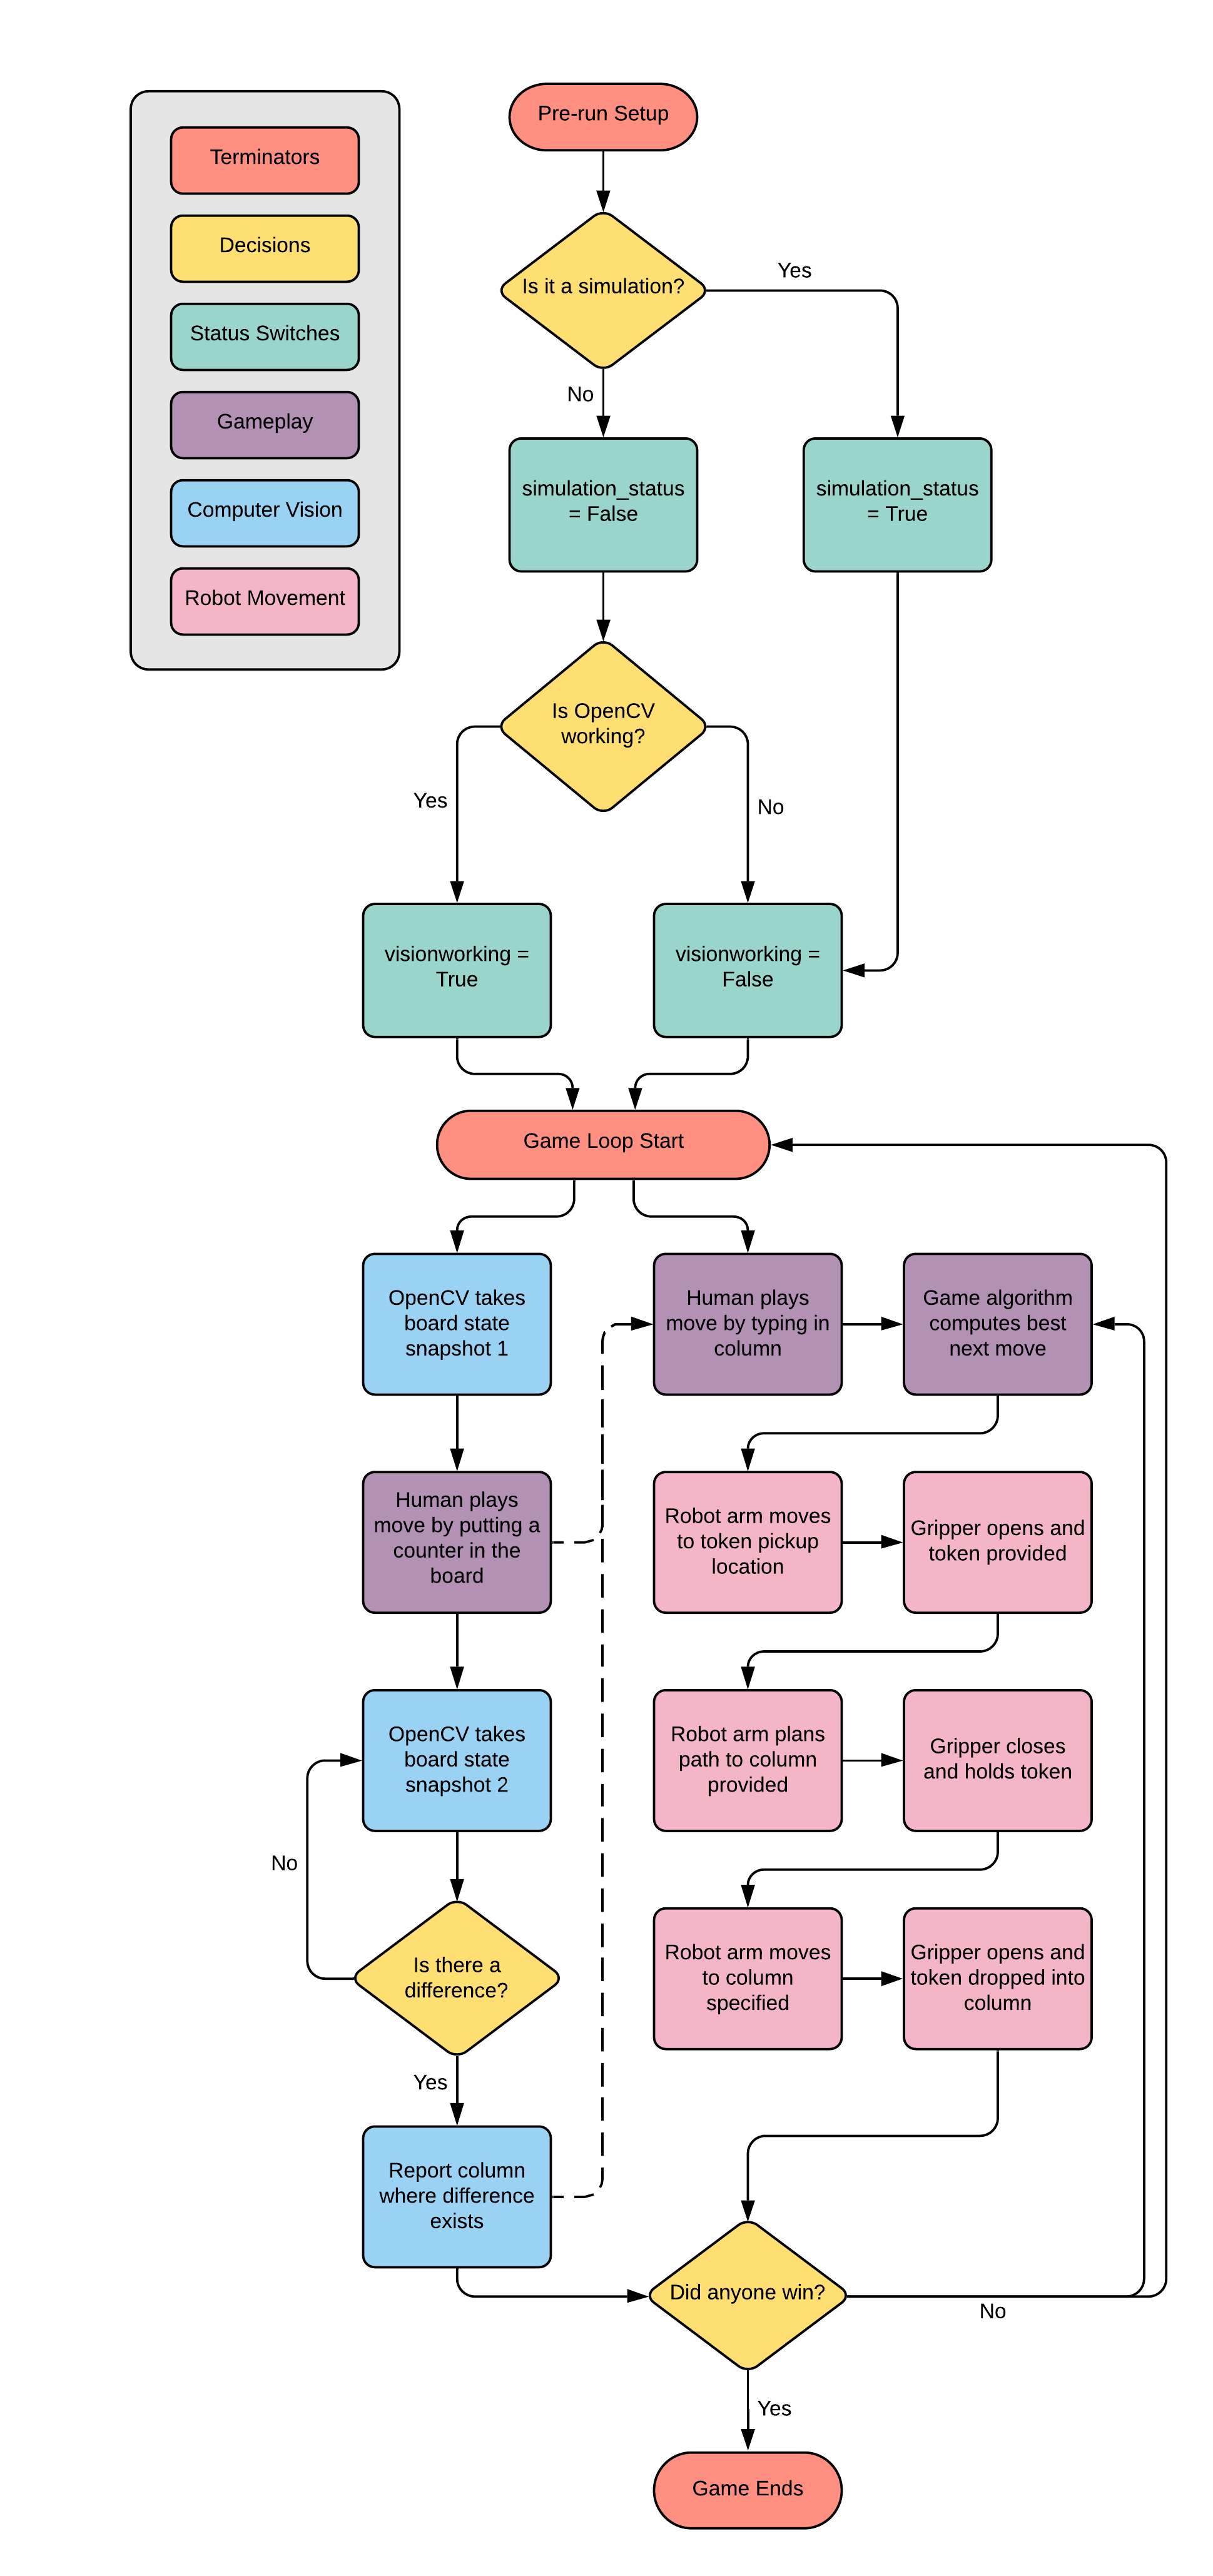 Terminators
Decisions
Status Switches
Gameplay
Computer Vision
Robot Movement
Pre-run Setup
Is it a simulation?
Yes
No
simulation_status
= False
simulation_status
= True
Is OpenCV
working?
Yes
No
visionworking =
True
visionworking =
False
Game Loop Start
OpenCV takes
board state
snapshot 1
Human plays
move by typing in
column
Game algorithm
computes best
next move
Human plays
move by putting a
counter in the
board
Robot arm moves
to token pickup
location
Gripper opens and
token provided
OpenCV takes
board state
snapshot 2
Robot arm plans
path to column
provided
Gripper closes
and holds token
No
Is there a
difference?
Robot arm moves
to column
specified
Gripper opens and
token dropped into
column
Yes
Report column
where difference
exists
Did anyone win?
No
Yes
Game Ends